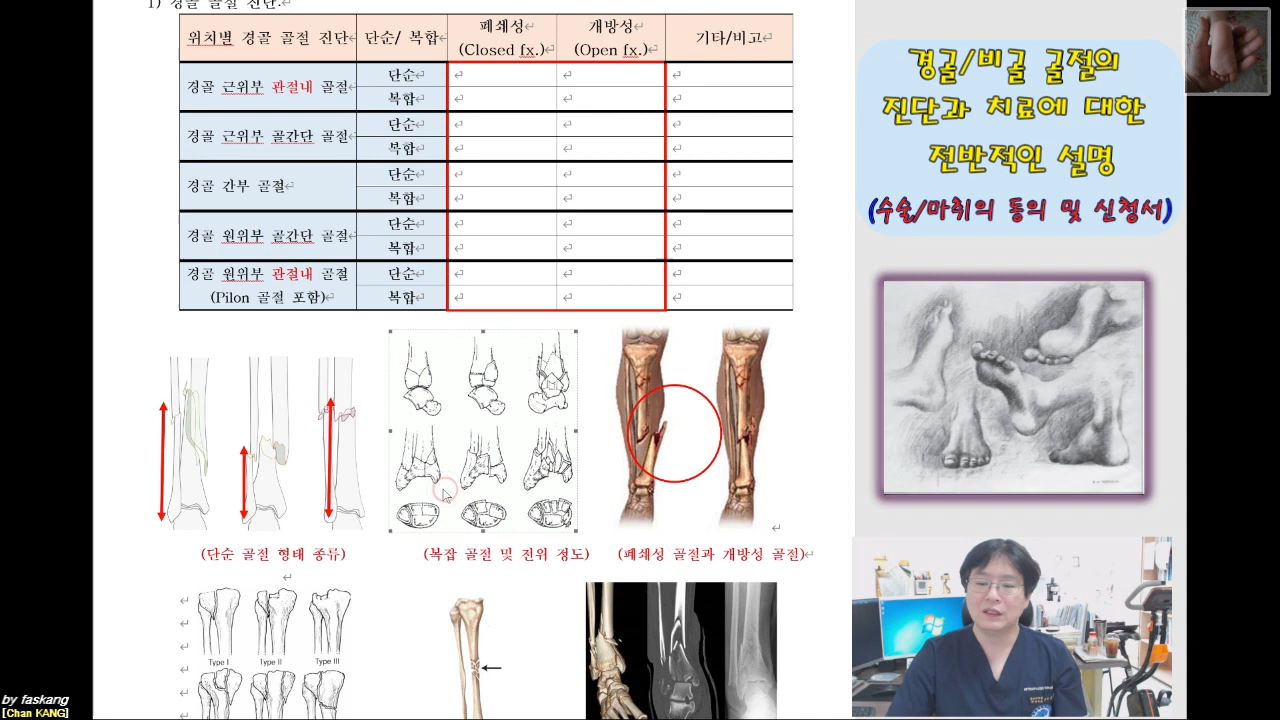 1) 경골 골절 진단.
위치별 경골 골절 진단 단순/ 복합 폐쇄성 (Closed fx.) 개방성 (Open fx.) 기타/비고
경골 근위부 관절내 골절 단순
복합
경골 근위부 골간단 골절 단순
복합
경골 간부 골절 단순
복합
경골 원위부 골간단 골절 단순
복합
경골 원위부 관절내 골절 (Pilon 골절 포함) 단순
복합
(단순 골절 형태 종류) (복잡 골절 및 전위 정도) (폐쇄성 골절과 개방성 골절)
Type I Type II Type III
경골/비골 골절의
진단과 치료에 대한
전반적인 설명
(수술/마취의 동의 및 신청서)
by faskang
[Chan KANG]